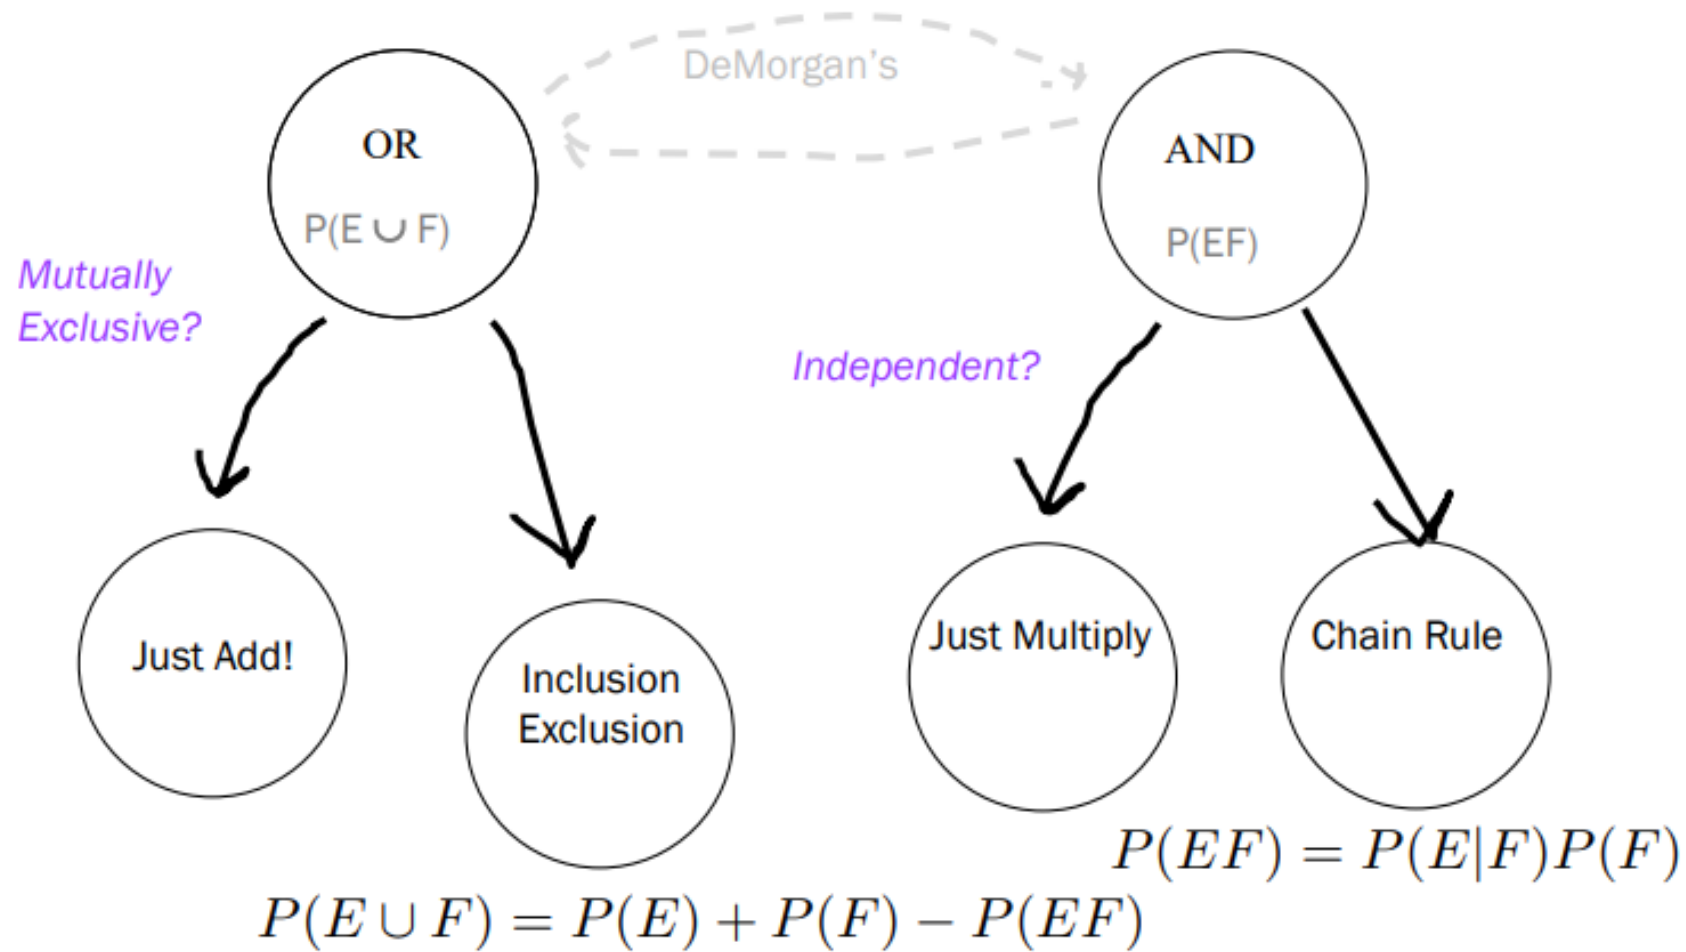 DeMorgan's
OR
P(E ∪ F)
AND
P(EF)
Mutually
Exclusive?
Independent?
Just Add!
Inclusion
Exclusion
Just Multiply
Chain Rule
P(EF) = P(E|F)P(F)
P(E ∪ F) = P(E) + P(F) − P(EF)